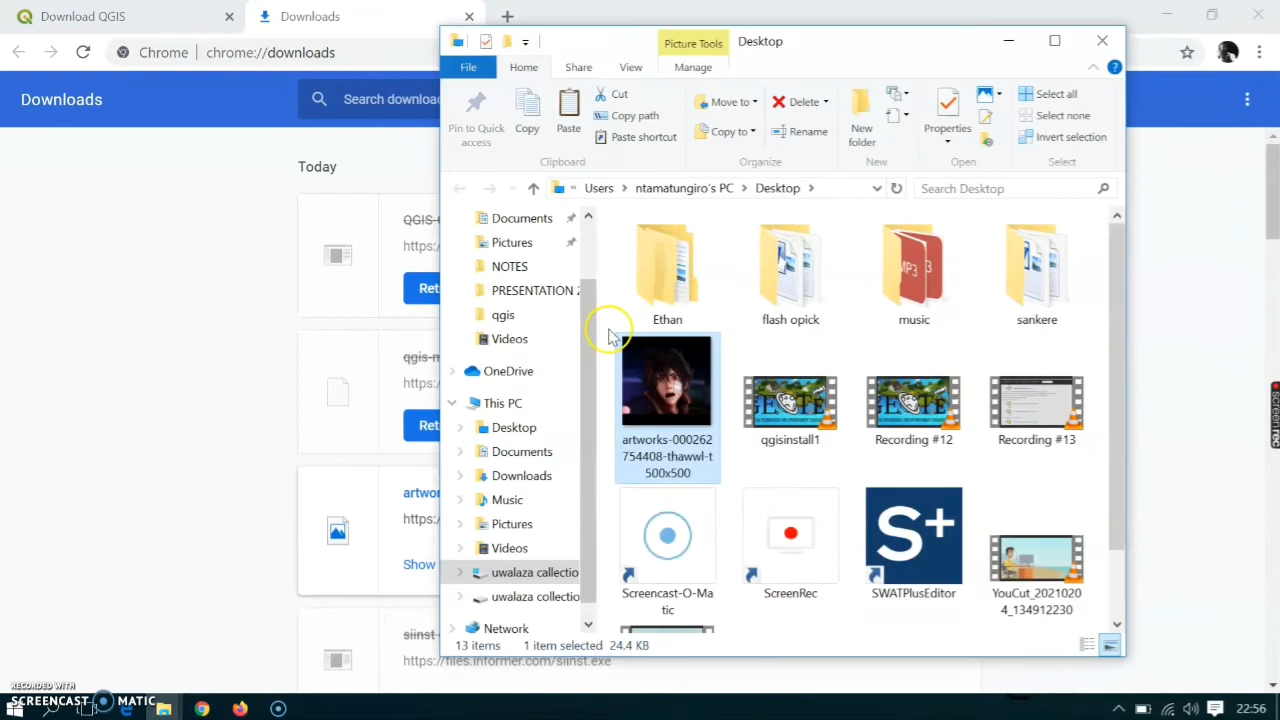 Download QGIS
Downloads
Chrome
chrome://downloads
Downloads
Search downloa
Today
QGIS-
https:/
Ret
qgis-m
https:/
Ret
artwor
https:/
Show
siinst
https://files.informer.com/siinst.exe
Picture Tools
Desktop
File
Home
Share
View
Manage
Pin to Quick access
Copy
Paste
Cut
Copy path
Paste shortcut
Clipboard
Move to
Copy to
Delete
Rename
Organize
New folder
New
Properties
Open
Select all
Select none
Invert selection
Select
« Users
ntamatungiro's PC
Desktop
Search Desktop
Documents
Pictures
NOTES
PRESENTATION 2
qgis
Videos
OneDrive
This PC
Desktop
Documents
Downloads
Music
Pictures
Videos
uwalaza callectio
uwalaza collectio
Network
Ethan
flash opick
MP3
music
sankere
artworks-000262
754408-thawwl-t
500x500
qgisinstall1
Recording #12
Recording #13
Screencast-O-Ma
tic
ScreenRec
S+
SWATPlusEditor
YouCut_2021020
4_134912230
13 items
1 item selected 24.4 KB
screenrec
RECORDED WITH
SCREENCAST MATIC
22:56